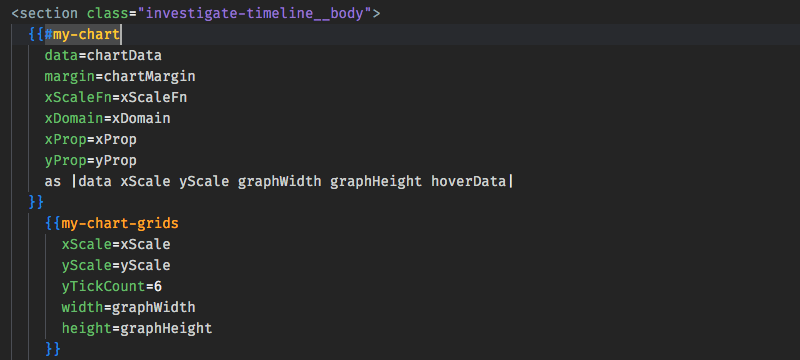 <section class="investigate-timeline__body">
{{#my-chart
data=chartData
margin=chartMargin
xScaleFn=xScaleFn
xDomain=xDomain
xProp=xProp
yProp=yProp
as |data xScale yScale graphWidth graphHeight hoverData|
}}
{{my-chart-grids
xScale=xScale
yScale=yScale
yTickCount=6
width=graphWidth
height=graphHeight
}}